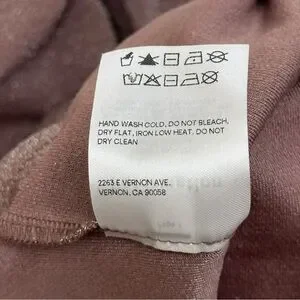 HAND WASH COLD, DO NOT BLEACH,
DRY FLAT, IRON LOW HEAT, DO NOT
DRY CLEAN
2263 E VERNON AVE.
VERNON, CA 90058